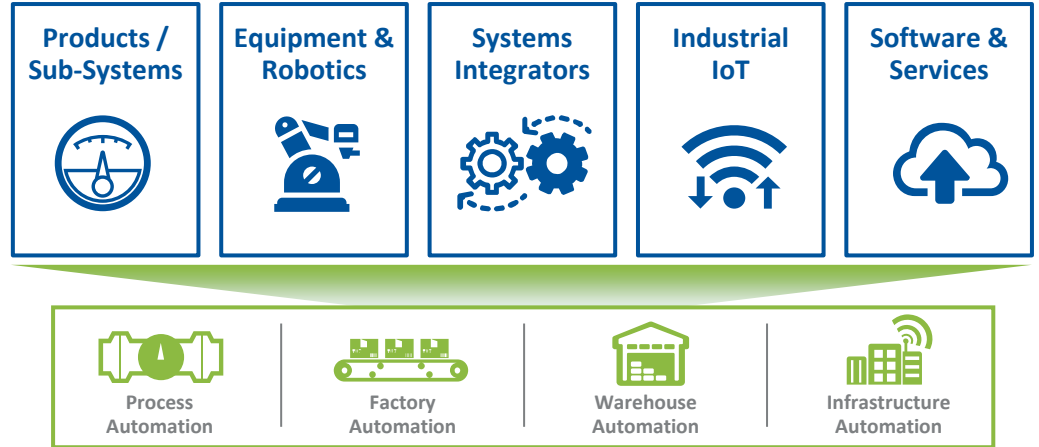 Products /
Sub-Systems
Equipment &
Robotics
Systems
Integrators
Industrial
IoT
Software &
Services
Process
Automation
Factory
Automation
Warehouse
Automation
Infrastructure
Automation